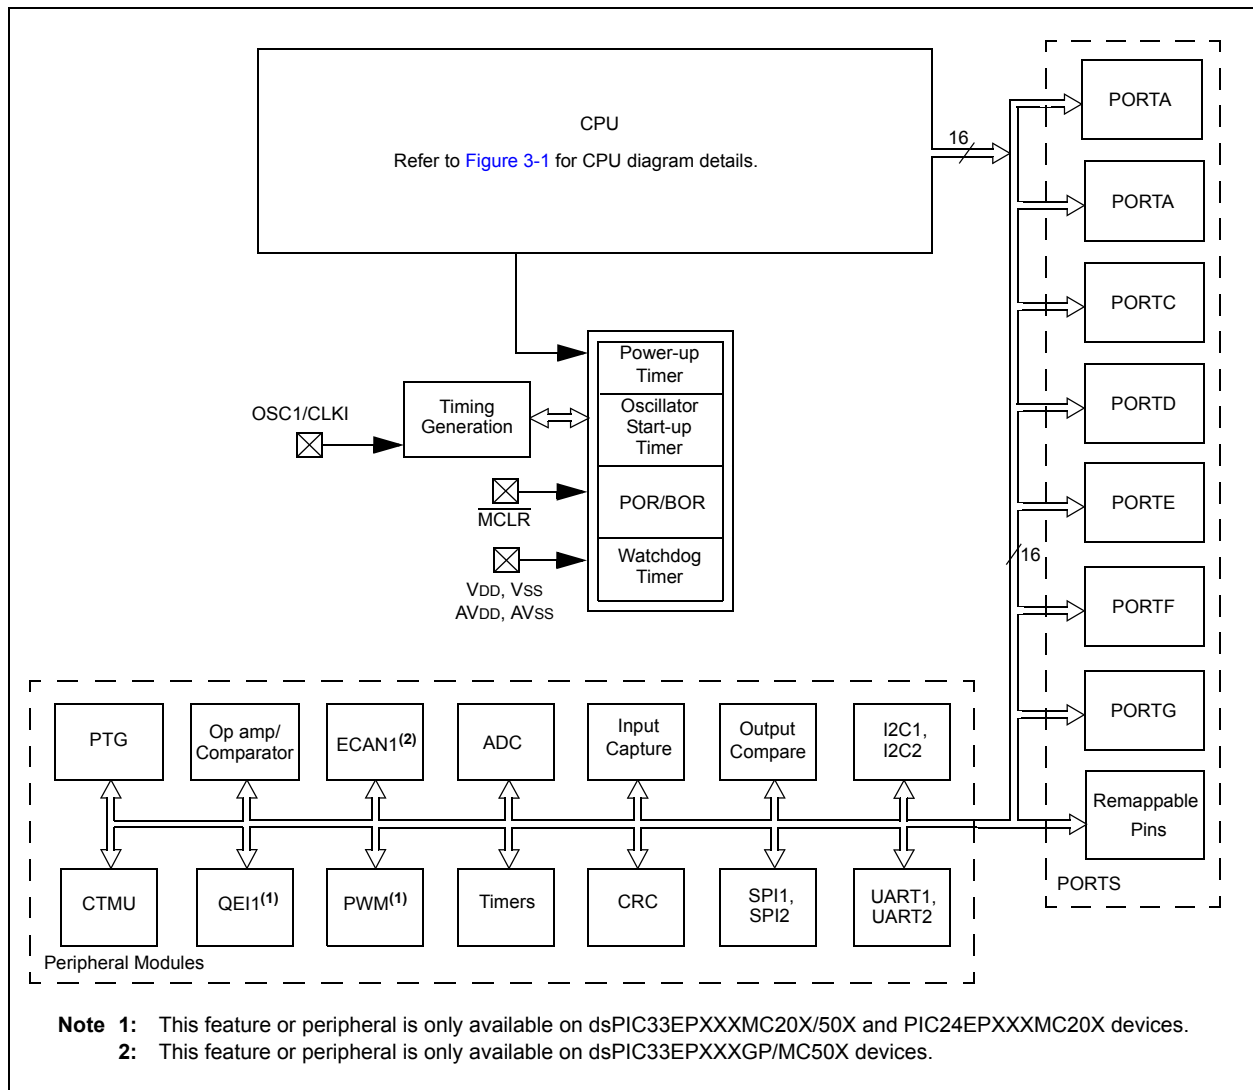 CPU
Refer to Figure 3-1 for CPU diagram details.
16
PORTA
PORTA
PORTC
PORTD
PORTE
16
PORTF
PORTG
Remappable
Pins
PORTS
Power-up
Timer
Oscillator
Start-up
Timer
POR/BOR
Watchdog
Timer
OSC1/CLKI
Timing
Generation
MCLR
VDD, VSS
AVDD, AVSS
PTG
Op amp/
Comparator
ECAN1(2)
ADC
Input
Capture
Output
Compare
I2C1,
I2C2
CTMU
QEI1(1)
PWM(1)
Timers
CRC
SPI1,
SPI2
UART1,
UART2
Peripheral Modules
Note 1: This feature or peripheral is only available on dsPIC33EPXXXMC20X/50X and PIC24EPXXXMC20X devices.
2: This feature or peripheral is only available on dsPIC33EPXXXGP/MC50X devices.